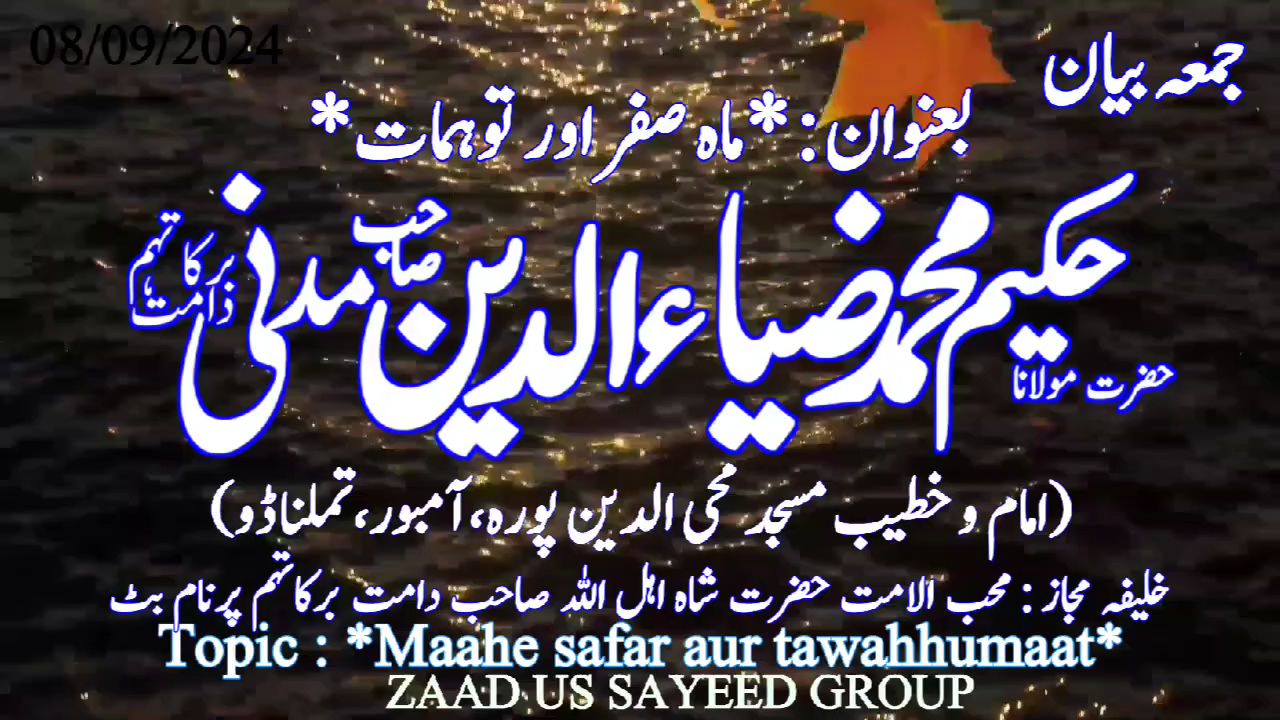 08/09/2024
جمعہ بیان
بعنوان: *ماہ صفر اور توہمات*
حضرت مولانا
حکیم محمد ضیاء الدین صاحب مدنی
دامت برکاتہم
(امام و خطیب مسجد محی الدین پورہ، آمبور، تملناڈو)
خلیفہ مجاز : محب الامت حضرت شاہ اہل اللہ صاحب دامت برکاتہم پرنام بٹ
Topic : *Maahe safar aur tawahhumaat*
ZAAD US SAYEED GROUP